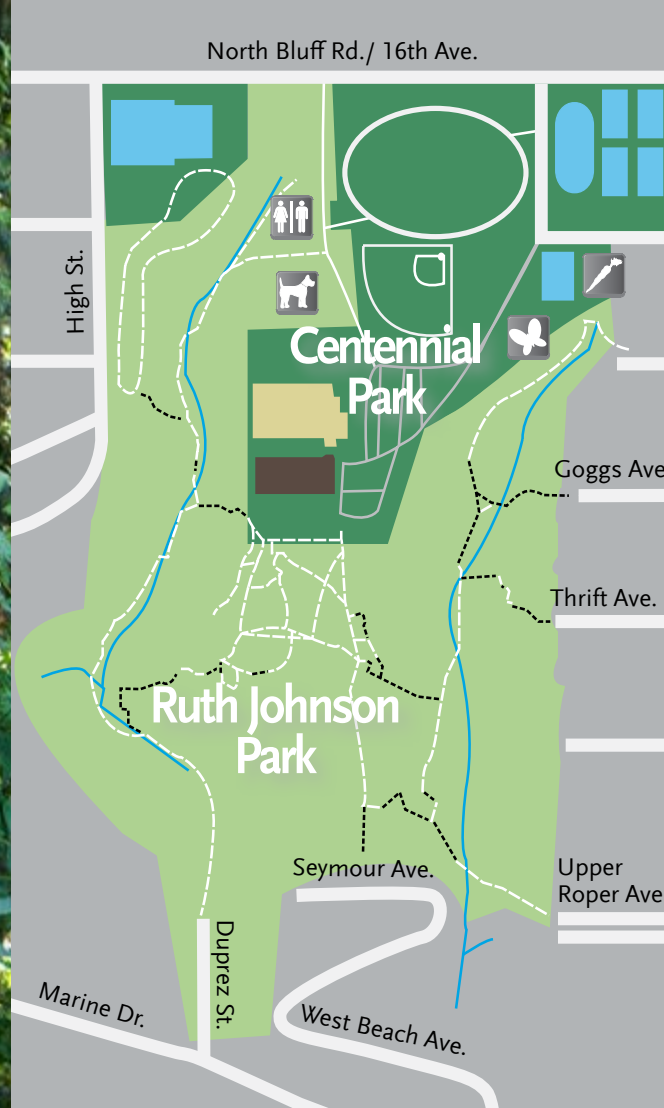 North Bluff Rd./ 16th Ave.
High St.
Centennial
Park
Goggs Ave
Thrift Ave.
Ruth Johnson
Park
Seymour Ave.
Upper
Roper Ave
Duprez St.
Marine Dr.
West Beach Ave.